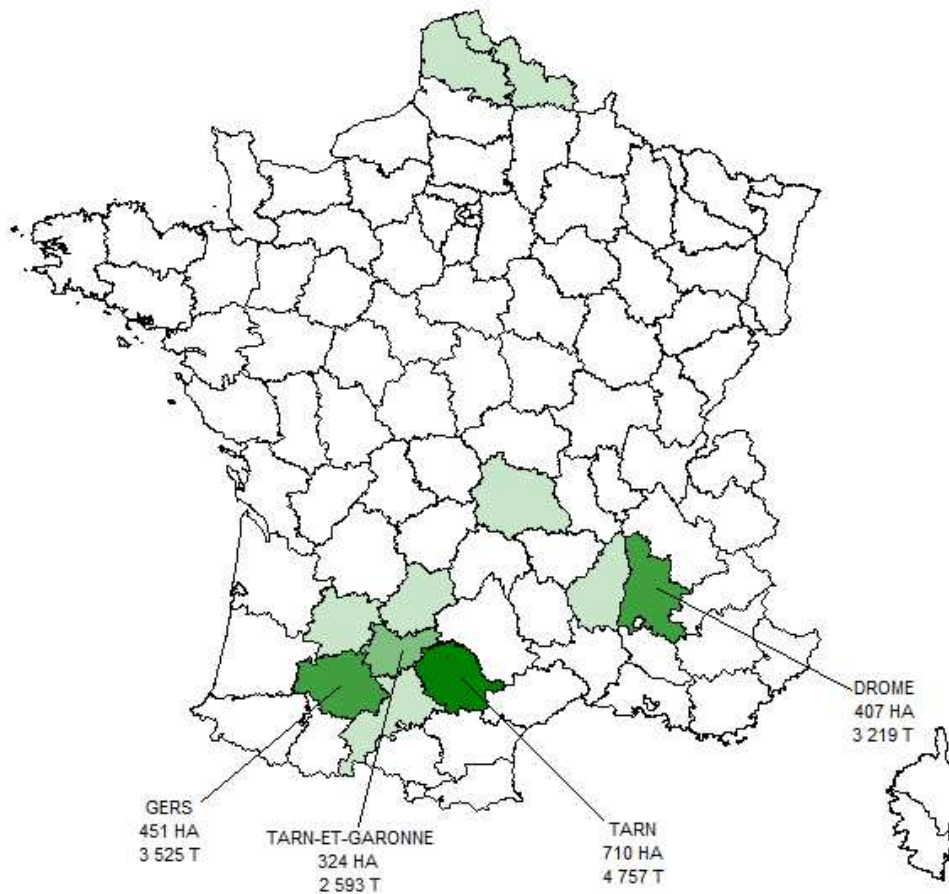 DROME
407 HA
3 219 T
GERS
451 HA
3 525 T
TARN-ET-GARONNE
324 HA
2 593 T
TARN
710 HA
4 757 T